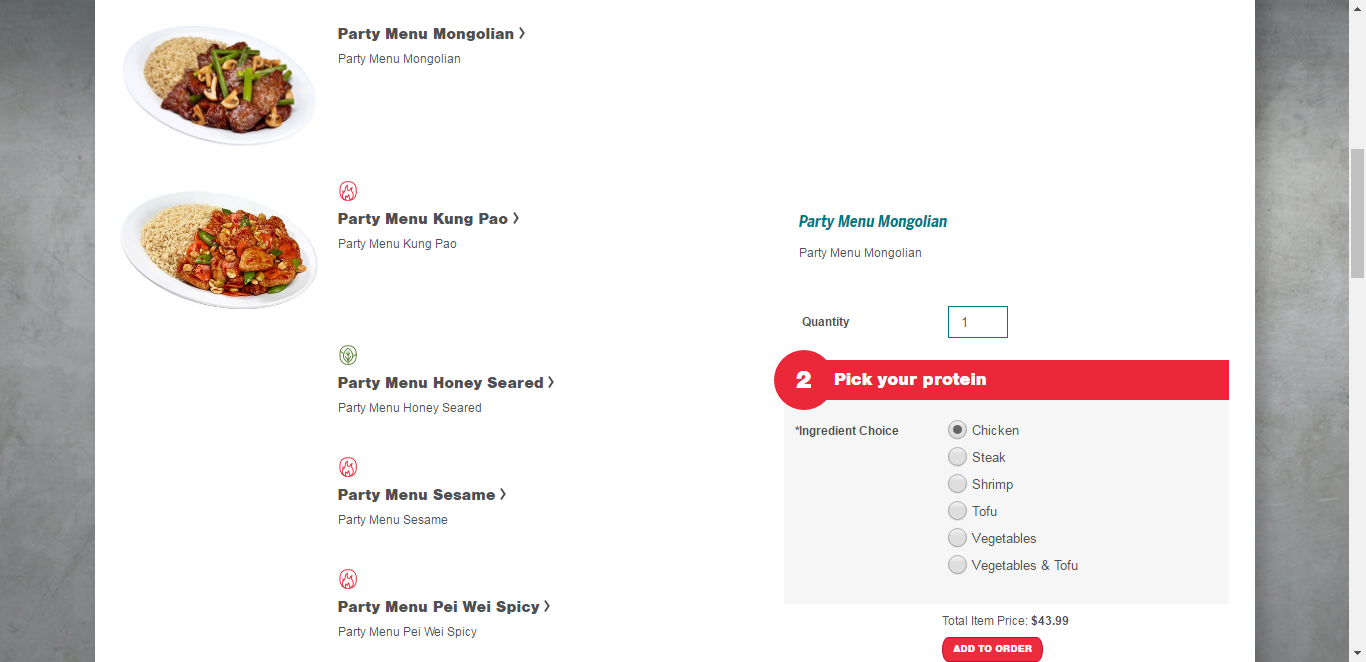 Party Menu Mongolian
Party Menu Mongolian
Party Menu Kung Pao
Party Menu Kung Pao
Party Menu Honey Seared
Party Menu Honey Seared
Party Menu Sesame
Party Menu Sesame
Party Menu Pei Wei Spicy
Party Menu Pei Wei Spicy
Party Menu Mongolian
Party Menu Mongolian
Quantity 1
2 Pick your protein
*Ingredient Choice Chicken
Steak
Shrimp
Tofu
Vegetables
Vegetables & Tofu
Total Item Price: $43.99
ADD TO ORDER